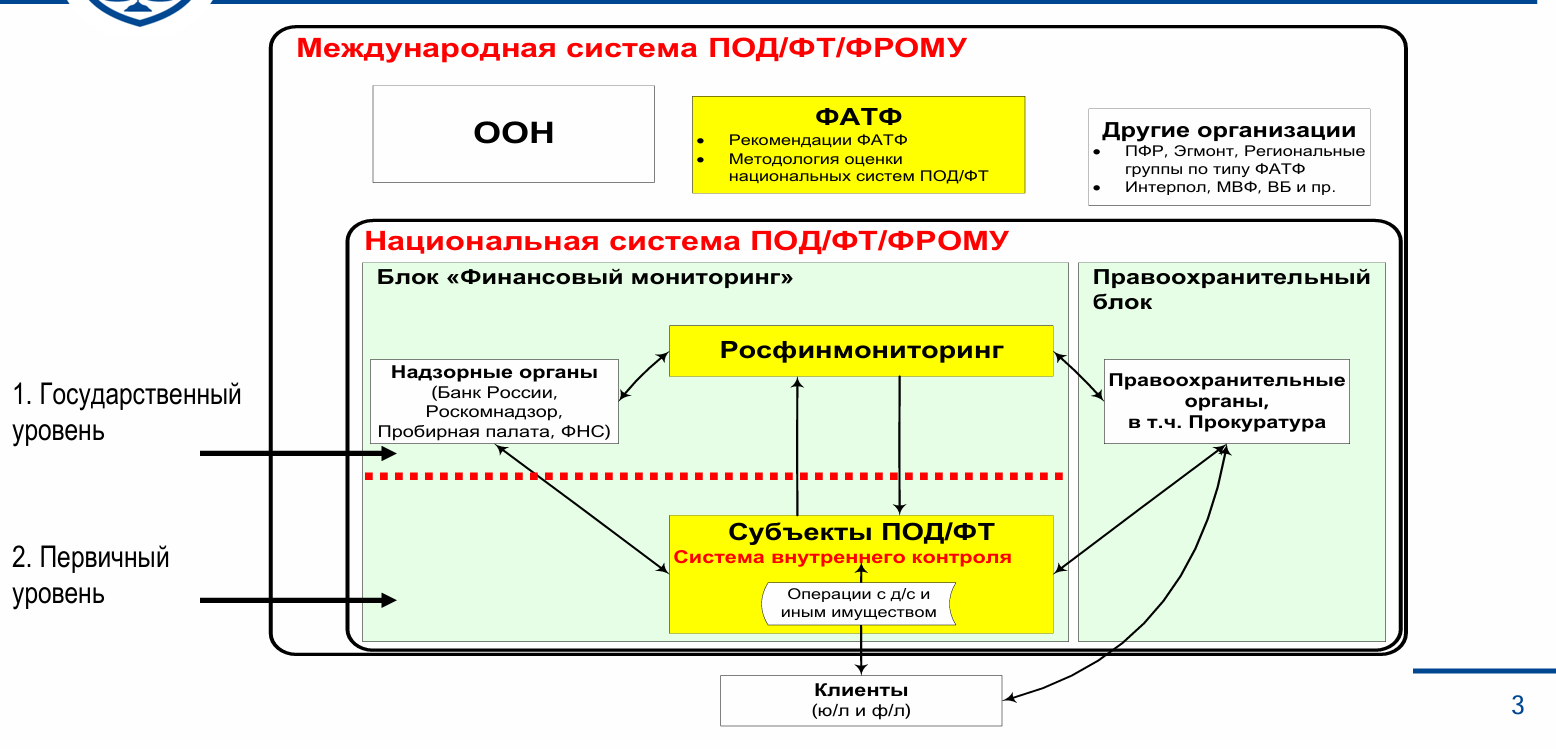 Международная система ПОД/ФТ/ФРОМУ
ООН
ФАТФ
• Рекомендации ФАТФ
• Методология оценки
национальных систем ПОД/ФТ
Другие организации
• ПФР, Эгмонт, Региональные
группы по типу ФАТФ
• Интерпол, МВФ, ВБ и пр.
Национальная система ПОД/ФТ/ФРОМУ
Блок «Финансовый мониторинг»
Правоохранительный
блок
Росфинмониторинг
Надзорные органы
(Банк России,
Роскомнадзор,
Пробирная палата, ФНС)
Правоохранительные
органы,
в т.ч. Прокуратура
1. Государственный
уровень
Субъекты ПОД/ФТ
Система внутреннего контроля
Операции с д/с и
иным имуществом
2. Первичный
уровень
Клиенты
(ю/л и ф/л)
3